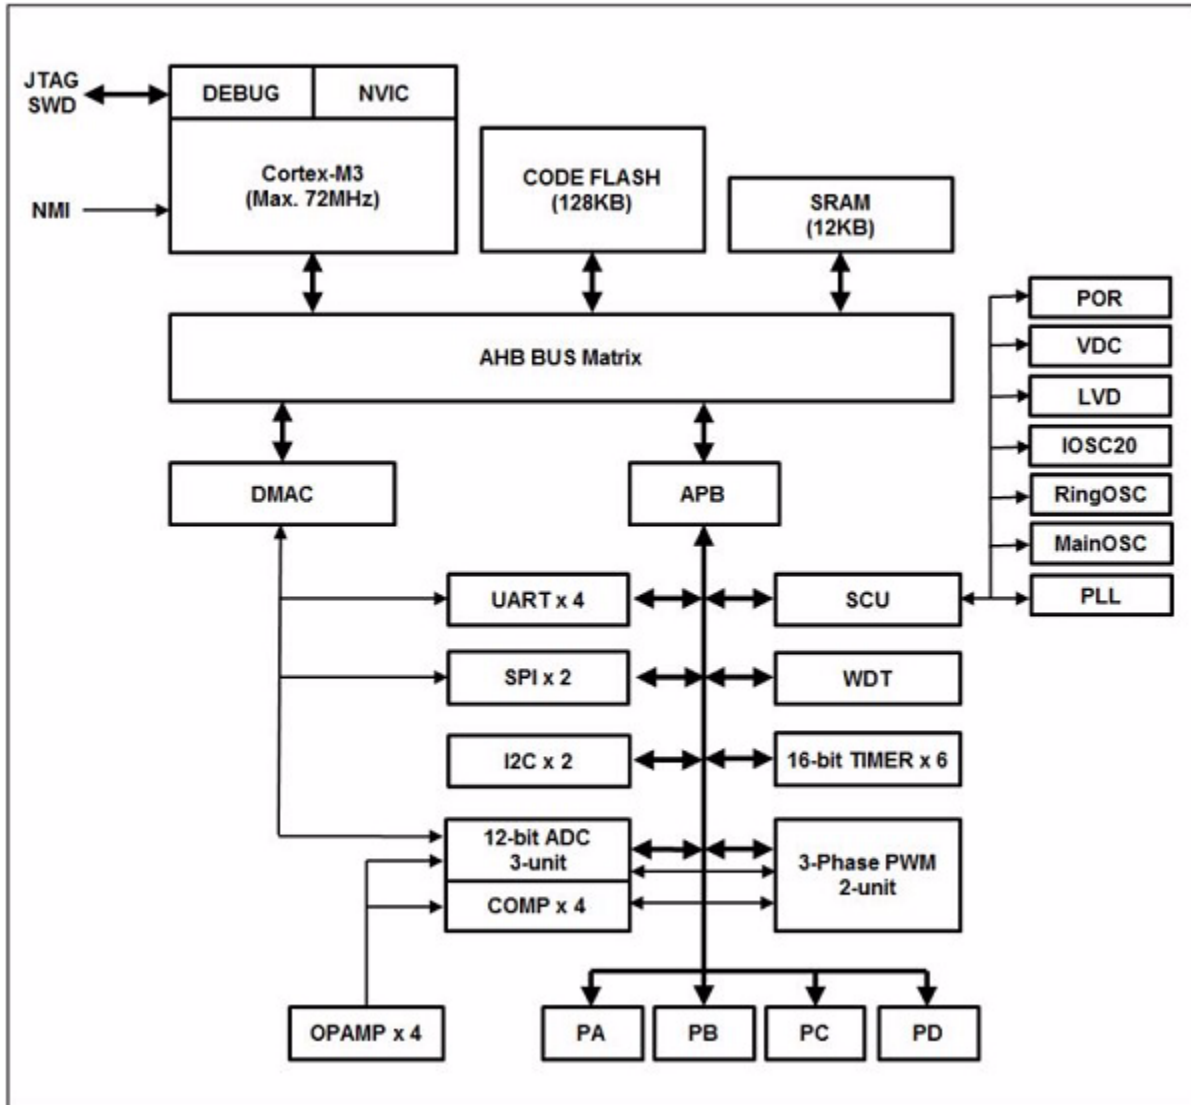 JTAG
SWD
DEBUG
NVIC
Cortex-M3
(Max. 72MHz)
NMI
CODE FLASH
(128KB)
SRAM
(12KB)
AHB BUS Matrix
POR
VDC
LVD
IOSC20
RingOSC
MainOSC
PLL
DMAC
APB
UART x 4
SCU
SPI x 2
WDT
I2C x 2
16-bit TIMER x 6
12-bit ADC
3-unit
COMP x 4
3-Phase PWM
2-unit
OPAMP x 4
PA
PB
PC
PD